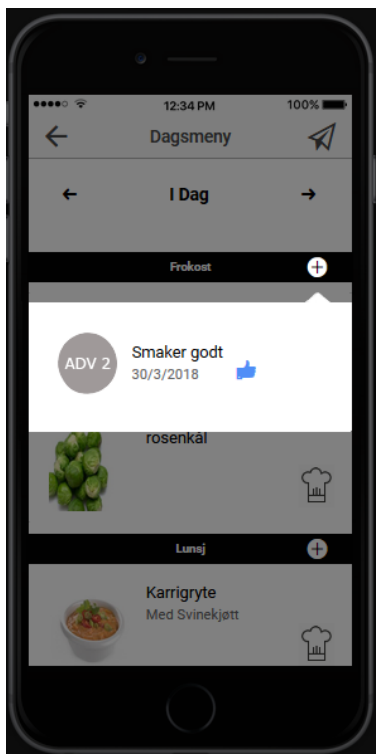 12:34 PM 100%
Dagsmeny
I Dag
Frokost
ADV 2
Smaker godt
30/3/2018
rosenkål
Lunsj
Karrigryte
Med Svinekjøtt